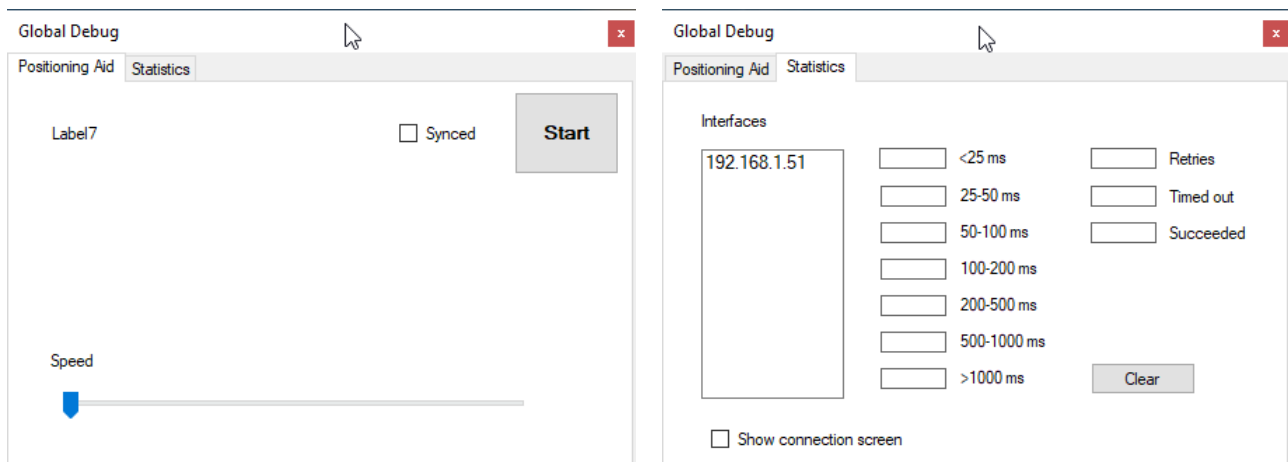 Global Debug
x
Positioning Aid Statistics
Label7
Synced
Start
Speed
Global Debug
x
Positioning Aid Statistics
Interfaces
192.168.1.51
<25 ms
25-50 ms
50-100 ms
100-200 ms
200-500 ms
500-1000 ms
>1000 ms
Retries
Timed out
Succeeded
Clear
Show connection screen